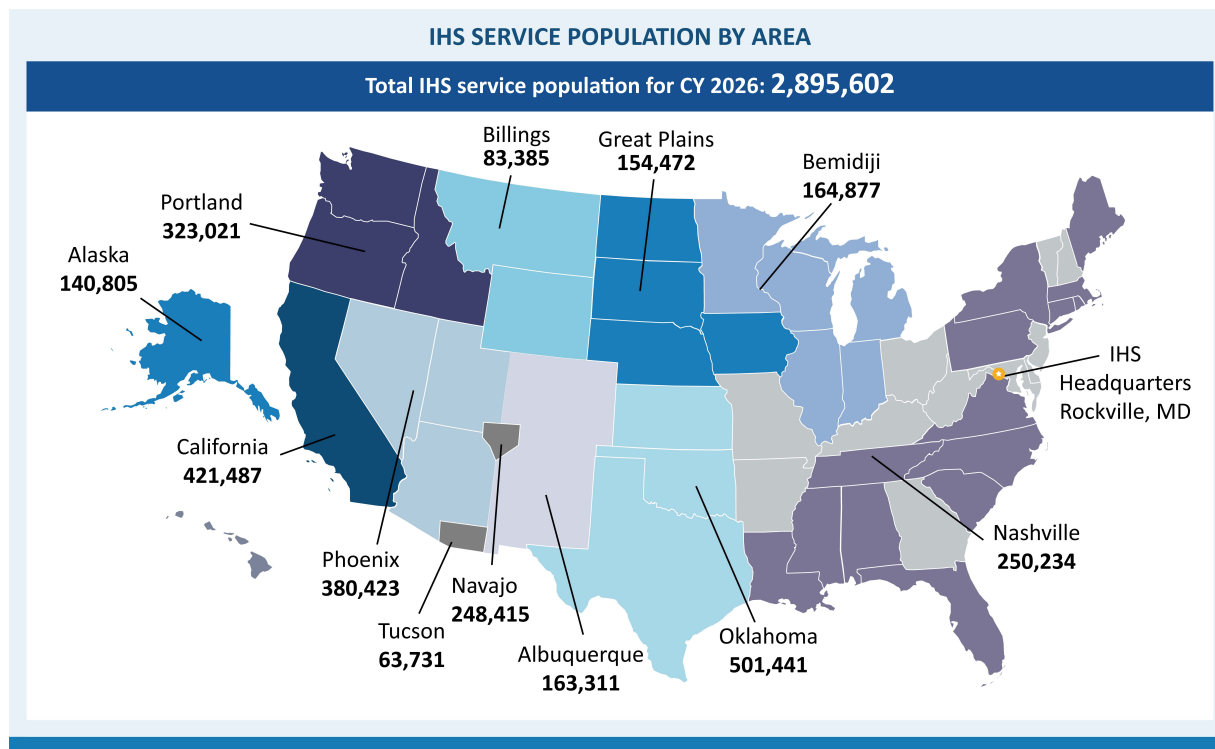 IHS SERVICE POPULATION BY AREA
Total IHS service population for CY 2026: 2,895,602
Billings
83,385
Great Plains
154,472
Bemidiji
164,877
Portland
323,021
Alaska
140,805
IHS
Headquarters
Rockville, MD
California
421,487
Nashville
250,234
Phoenix
380,423
Navajo
248,415
Tucson
63,731
Albuquerque
163,311
Oklahoma
501,441